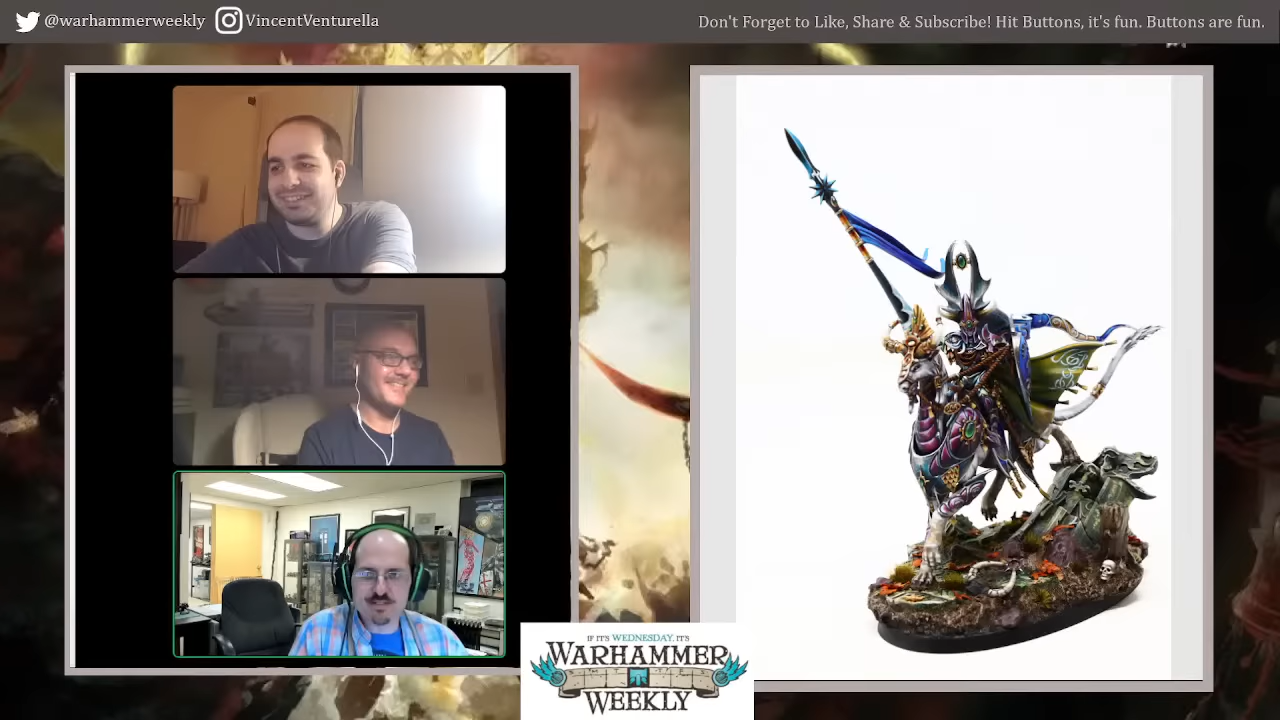 @warhammerweekly VincentVenturella
Don't Forget to Like, Share & Subscribe! Hit Buttons, it's fun. Buttons are fun.
IF IT'S WEDNESDAY, IT'S
WARHAMMER
WEEKLY